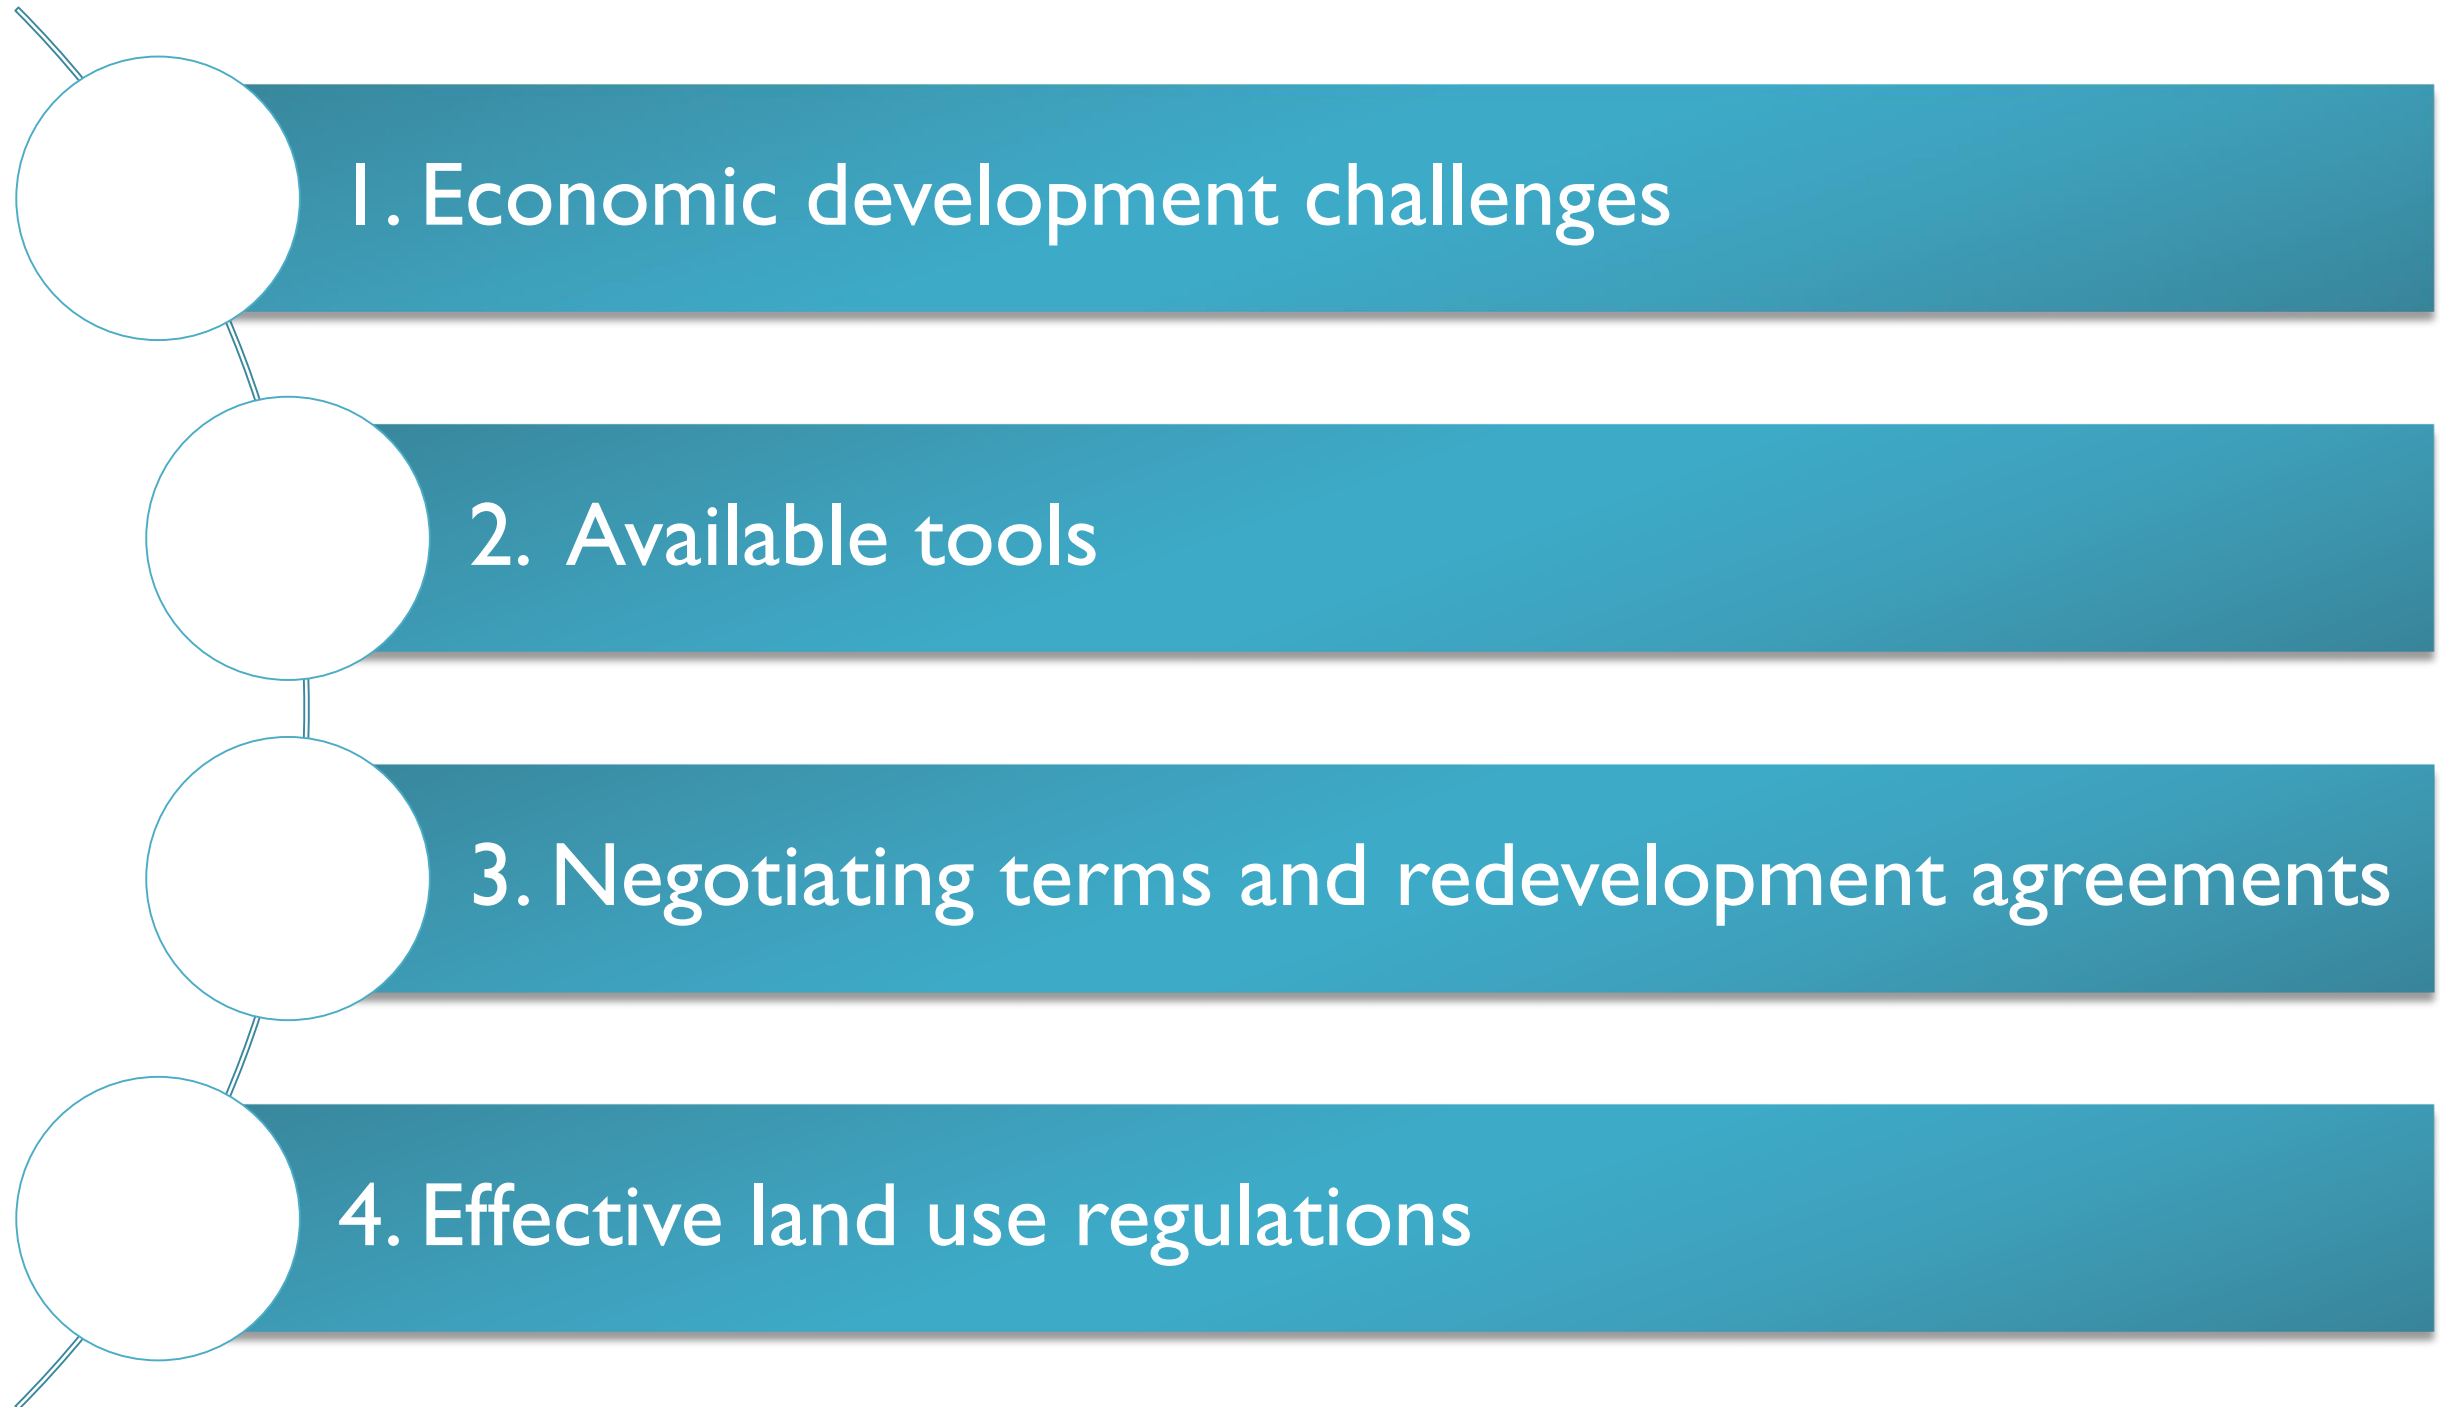 1. Economic development challenges
2. Available tools
3. Negotiating terms and redevelopment agreements
4. Effective land use regulations